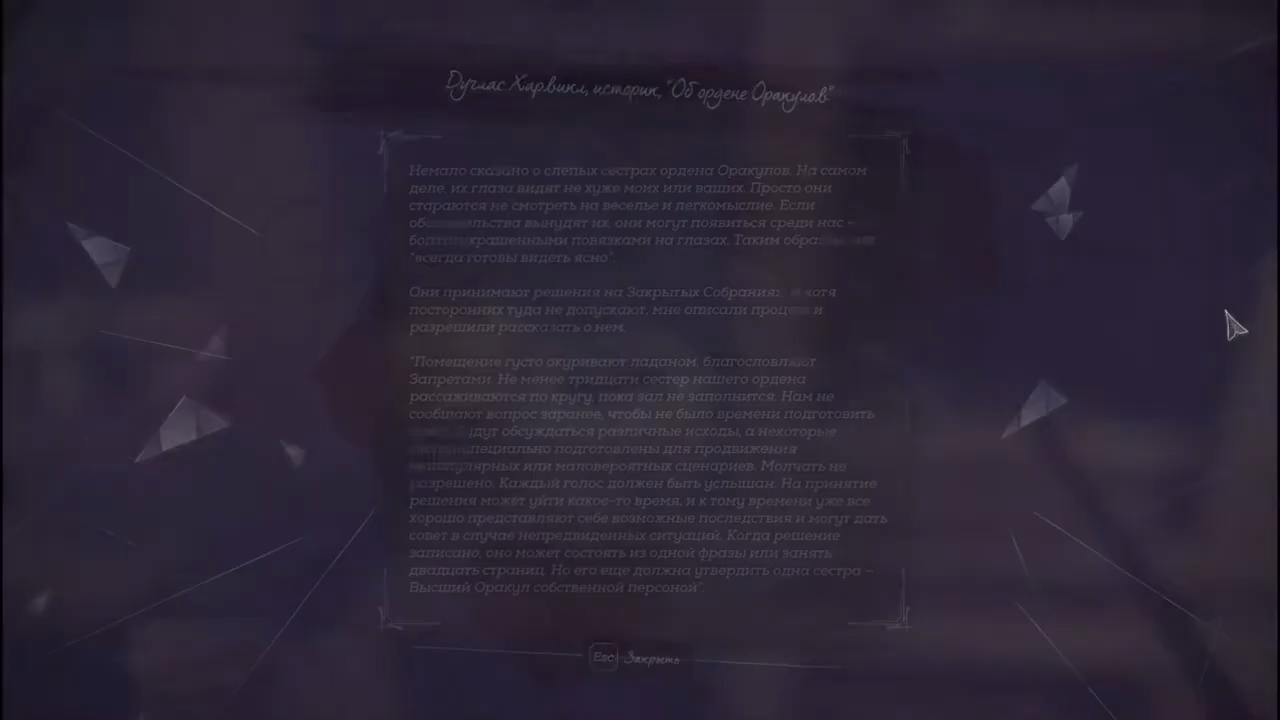 Дуглас Харвикл, историк, "Об ордене Оракулов"
Немало сказано о слепых сестрах ордена Оракулов. На самом
деле, их глаза видят не хуже моих или ваших. Просто они
стараются не смотреть на веселье и легкомыслие. Если
вынудят их, они могут появиться среди нас –
повязками на глазах. Таким
"всегда готовы видеть ясно".
Они принимают решения на Закрытых Собраниях, и хотя
посторонних туда не допускают, мне описали процесс и
разрешили рассказать о нем.
"Помещение густо окуривают ладаном, благословляют
Запретами. Не менее тридцати сестер нашего ордена
рассаживаются по кругу, пока зал не заполнится. Нам не
сообщают вопрос заранее, чтобы не было времени подготовить
обсуждаться различные исходы, а некоторые
подготовлены для продвижения
или маловероятных сценариев. Молчать не
разрешено. Каждый голос должен быть услышан. На принятие
решения может уйти какое-то время, и к тому времени уже все
хорошо представляют себе возможные последствия и могут дать
совет в случае непредвиденных ситуаций. Когда решение
записано, оно может состоять из одной фразы или занять
двадцать страниц. Но его еще должна утвердить одна сестра –
Высший Оракул собственной персоной".
Esc Закрыть